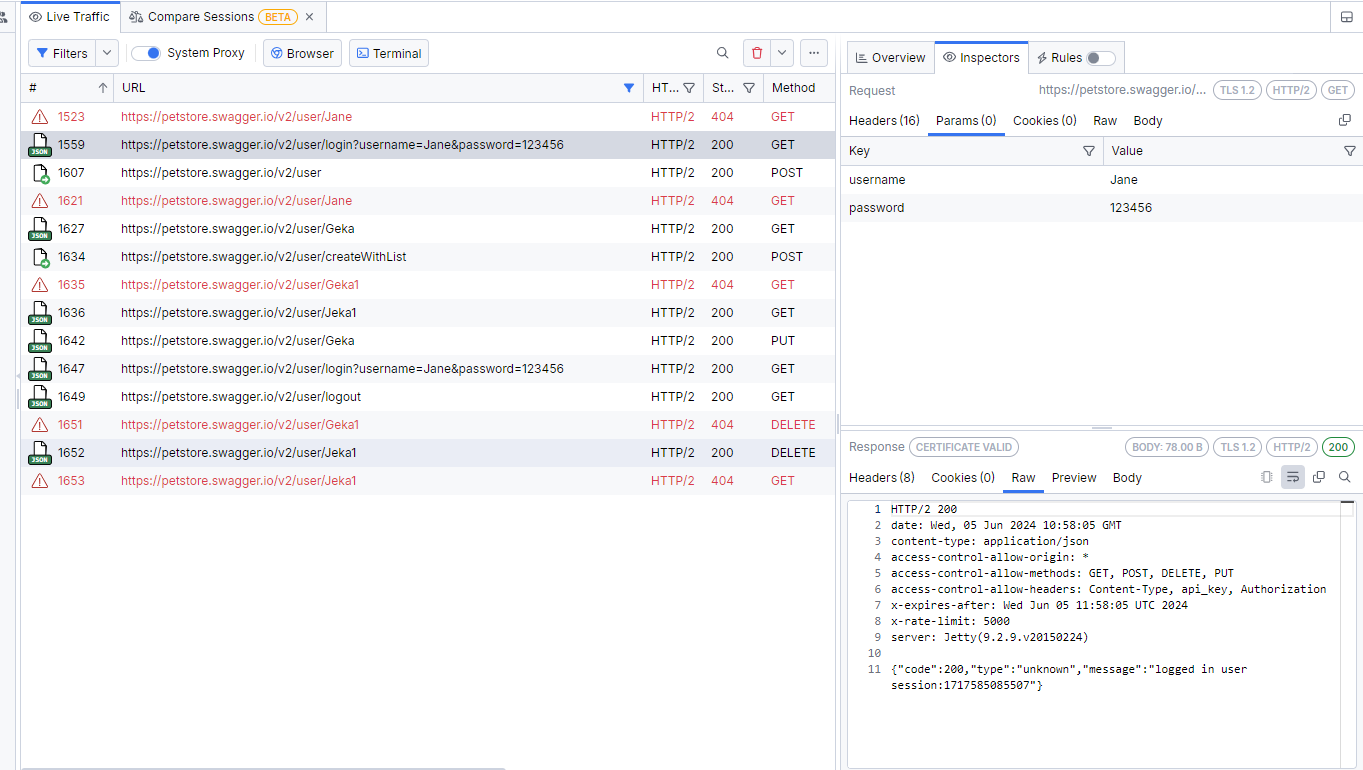 Live Traffic
Compare Sessions BETA
Filters System Proxy Browser Terminal
# URL HT... St... Method
1523 https://petstore.swagger.io/v2/user/Jane HTTP/2 404 GET
JSON 1559 https://petstore.swagger.io/v2/user/login?username=Jane&password=123456 HTTP/2 200 GET
1607 https://petstore.swagger.io/v2/user HTTP/2 200 POST
1621 https://petstore.swagger.io/v2/user/Jane HTTP/2 404 GET
JSON 1627 https://petstore.swagger.io/v2/user/Geka HTTP/2 200 GET
1634 https://petstore.swagger.io/v2/user/createWithList HTTP/2 200 POST
1635 https://petstore.swagger.io/v2/user/Geka1 HTTP/2 404 GET
JSON 1636 https://petstore.swagger.io/v2/user/Jeka1 HTTP/2 200 GET
JSON 1642 https://petstore.swagger.io/v2/user/Geka HTTP/2 200 PUT
JSON 1647 https://petstore.swagger.io/v2/user/login?username=Jane&password=123456 HTTP/2 200 GET
JSON 1649 https://petstore.swagger.io/v2/user/logout HTTP/2 200 GET
1651 https://petstore.swagger.io/v2/user/Geka1 HTTP/2 404 DELETE
JSON 1652 https://petstore.swagger.io/v2/user/Jeka1 HTTP/2 200 DELETE
1653 https://petstore.swagger.io/v2/user/Jeka1 HTTP/2 404 GET
Overview Inspectors Rules
Request https://petstore.swagger.io/... TLS 1.2 HTTP/2 GET
Headers (16) Params (0) Cookies (0) Raw Body
Key Value
username Jane
password 123456
Response CERTIFICATE VALID BODY: 78.00 B TLS 1.2 HTTP/2 200
Headers (8) Cookies (0) Raw Preview Body
1 HTTP/2 200
2 date: Wed, 05 Jun 2024 10:58:05 GMT
3 content-type: application/json
4 access-control-allow-origin: *
5 access-control-allow-methods: GET, POST, DELETE, PUT
6 access-control-allow-headers: Content-Type, api_key, Authorization
7 x-expires-after: Wed Jun 05 11:58:05 UTC 2024
8 x-rate-limit: 5000
9 server: Jetty(9.2.9.v20150224)
10
11 {"code":200,"type":"unknown","message":"logged in user
session:1717585085507"}